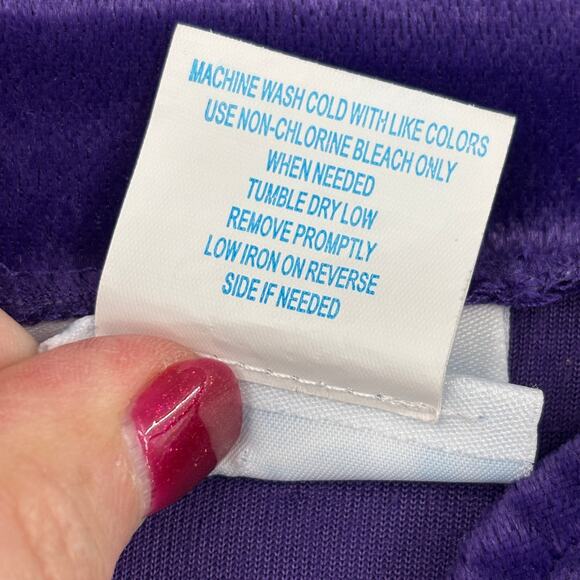 MACHINE WASH COLD WITH LIKE COLORS
USE NON-CHLORINE BLEACH ONLY
WHEN NEEDED
TUMBLE DRY LOW
REMOVE PROMPTLY
LOW IRON ON REVERSE
SIDE IF NEEDED